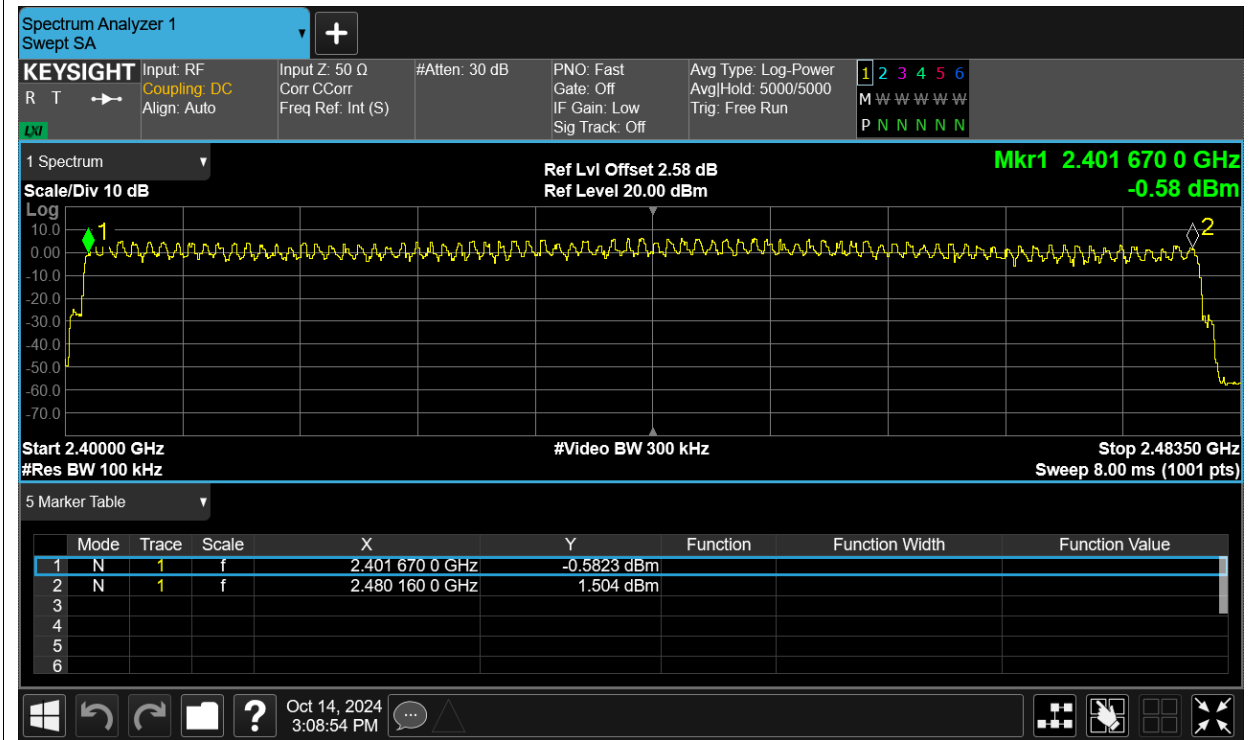 Spectrum Analyzer 1
Swept SA
KEYSIGHT
R T
LXI
Input: RF
Coupling: DC
Align: Auto
Input Z: 50 Ω
Corr CCorr
Freq Ref: Int (S)
#Atten: 30 dB
PNO: Fast
Gate: Off
IF Gain: Low
Sig Track: Off
Avg Type: Log-Power
Avg|Hold: 5000/5000
Trig: Free Run
1 2 3 4 5 6
M W W W W W
P N N N N N
1 Spectrum
Scale/Div 10 dB
Ref Lvl Offset 2.58 dB
Ref Level 20.00 dBm
Mkr1 2.401 670 0 GHz
-0.58 dBm
Log
10.0
0.00
-10.0
-20.0
-30.0
-40.0
-50.0
-60.0
-70.0
1
2
Start 2.40000 GHz
#Video BW 300 kHz
Stop 2.48350 GHz
#Res BW 100 kHz
Sweep 8.00 ms (1001 pts)
5 Marker Table
Mode Trace Scale X Y Function Function Width Function Value
1 N 1 f 2.401 670 0 GHz -0.5823 dBm
2 N 1 f 2.480 160 0 GHz 1.504 dBm
3
4
5
6
?
Oct 14, 2024
3:08:54 PM